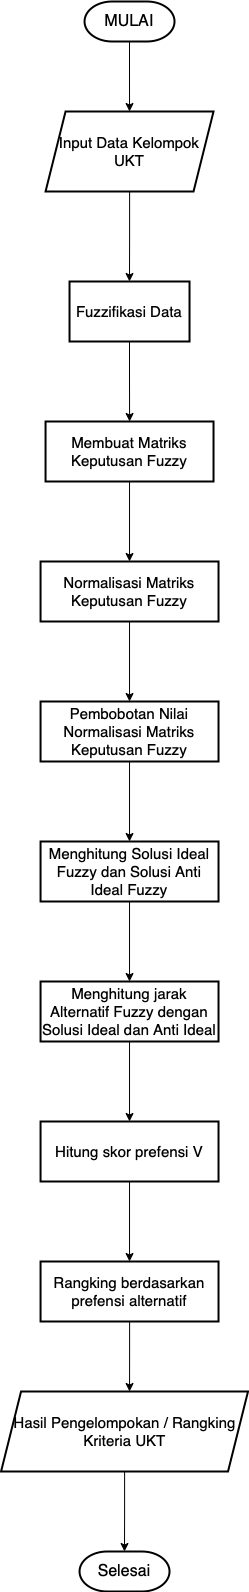 MULAI
Input Data Kelompok
UKT
Fuzzifikasi Data
Membuat Matriks
Keputusan Fuzzy
Normalisasi Matriks
Keputusan Fuzzy
Pembobotan Nilai
Normalisasi Matriks
Keputusan Fuzzy
Menghitung Solusi Ideal
Fuzzy dan Solusi Anti
Ideal Fuzzy
Menghitung jarak
Alternatif Fuzzy dengan
Solusi Ideal dan Anti Ideal
Hitung skor prefensi V
Rangking berdasarkan
prefensi alternatif
Hasil Pengelompokan / Rangking
Kriteria UKT
Selesai